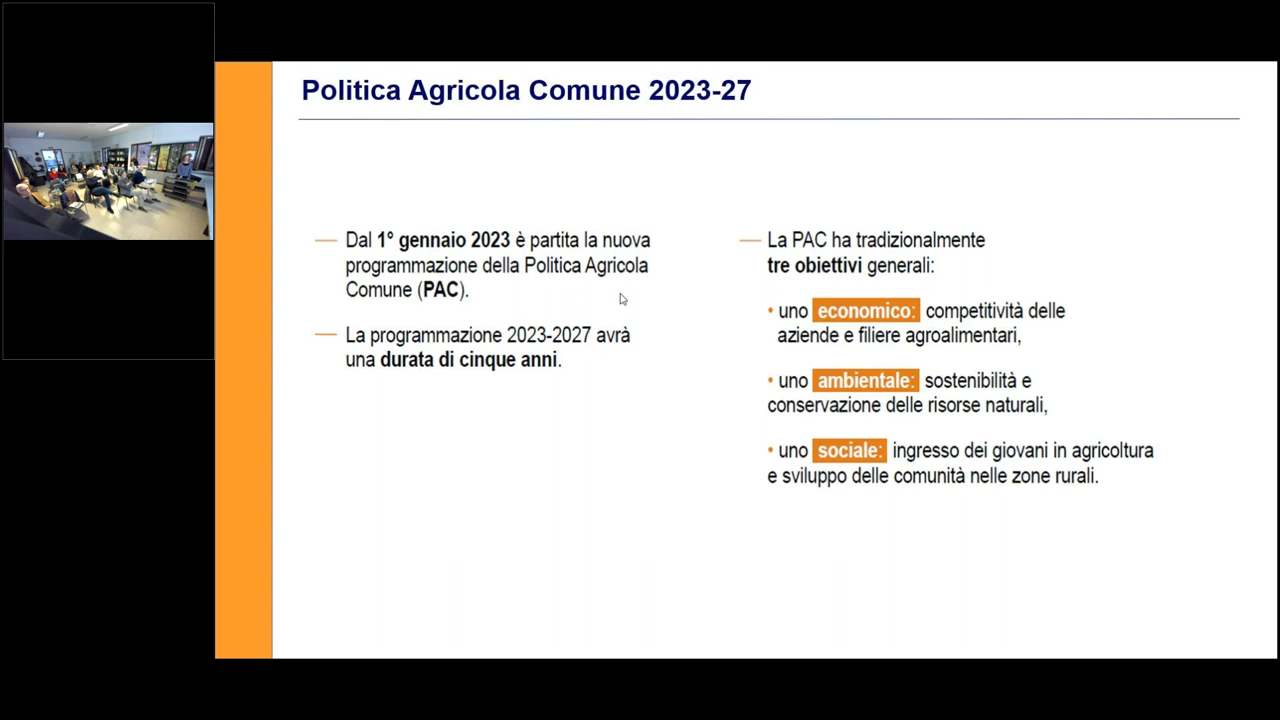 Politica Agricola Comune 2023-27
Dal 1° gennaio 2023 è partita la nuova
programmazione della Politica Agricola
Comune (PAC).
La programmazione 2023-2027 avrà
una durata di cinque anni.
La PAC ha tradizionalmente
tre obiettivi generali:
• uno economico: competitività delle
aziende e filiere agroalimentari,
• uno ambientale: sostenibilità e
conservazione delle risorse naturali,
• uno sociale: ingresso dei giovani in agricoltura
e sviluppo delle comunità nelle zone rurali.